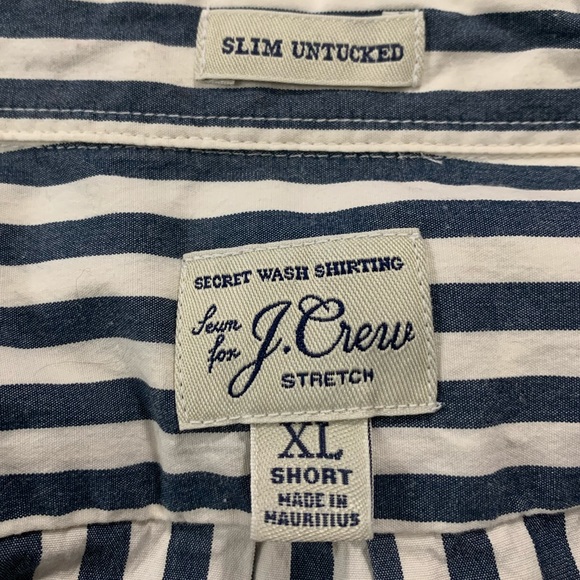 SLIM UNTUCKED
SECRET WASH SHIRTING
Sewn for J.Crew
STRETCH
XL
SHORT
MADE IN
MAURITIUS